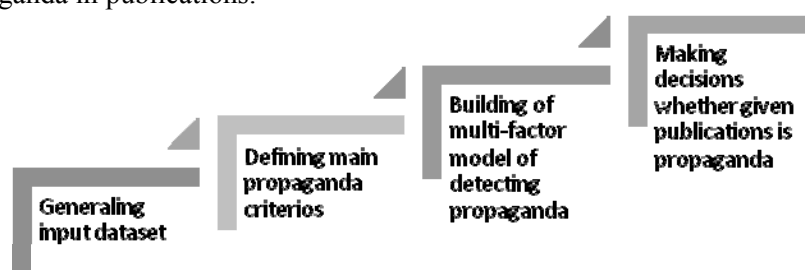 ganda in publications.
Generaling
input dataset
Defining main
propaganda
criterios
Building of
multi-factor
model of
detecting
propaganda
Making
decisions
whether given
publications is
propaganda